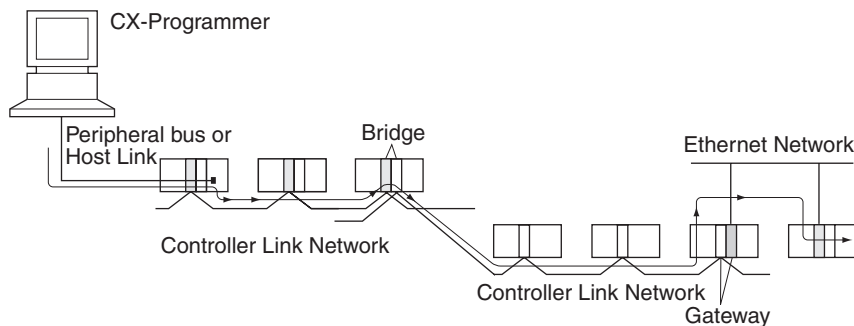 CX-Programmer
Peripheral bus or
Host Link
Bridge
Ethernet Network
Controller Link Network
Controller Link Network
Gateway